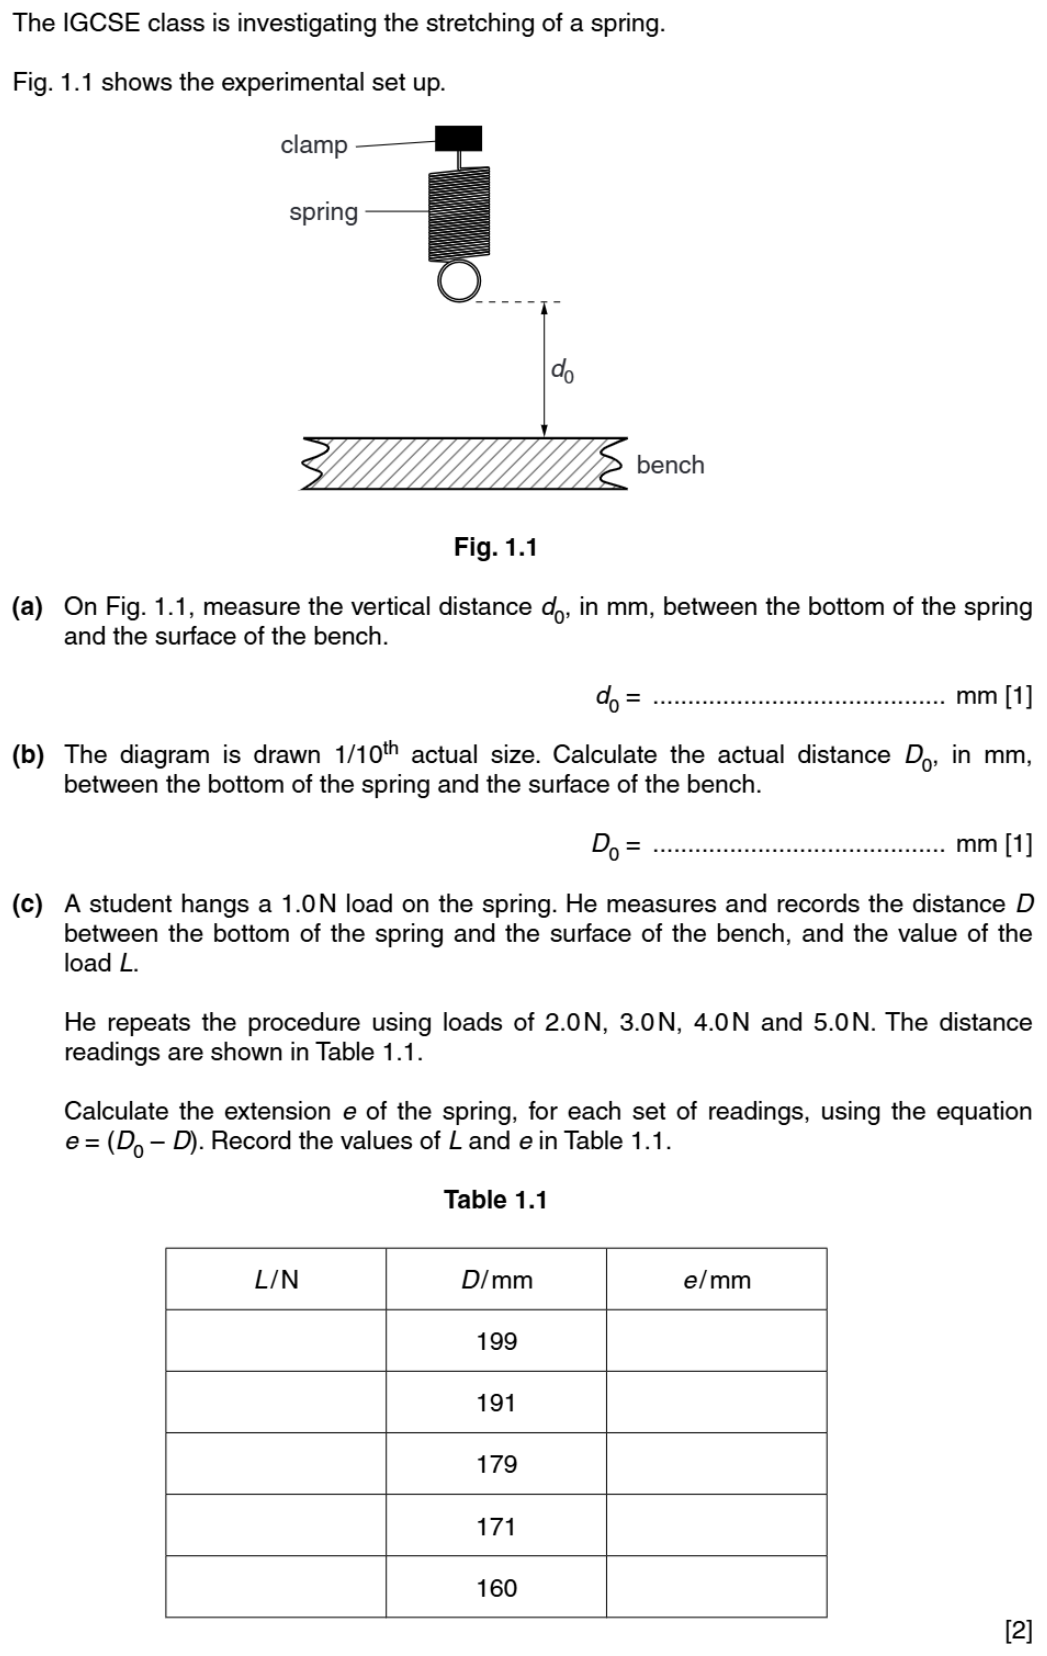 The IGCSE class is investigating the stretching of a spring.
Fig. 1.1 shows the experimental set up.
clamp
spring
d₀
bench
Fig. 1.1
(a) On Fig. 1.1, measure the vertical distance d₀, in mm, between the bottom of the spring
and the surface of the bench.
d₀ = .......................................... mm [1]
(b) The diagram is drawn 1/10th actual size. Calculate the actual distance D₀, in mm,
between the bottom of the spring and the surface of the bench.
D₀ = .......................................... mm [1]
(c) A student hangs a 1.0 N load on the spring. He measures and records the distance D
between the bottom of the spring and the surface of the bench, and the value of the
load L.
He repeats the procedure using loads of 2.0 N, 3.0 N, 4.0 N and 5.0 N. The distance
readings are shown in Table 1.1.
Calculate the extension e of the spring, for each set of readings, using the equation
e = (D₀ – D). Record the values of L and e in Table 1.1.
Table 1.1
L/N D/mm e/mm
199
191
179
171
160
[2]